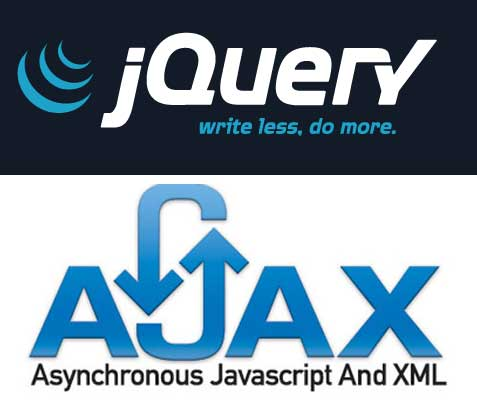 jQuery
write less, do more.
AJAX
Asynchronous Javascript And XML